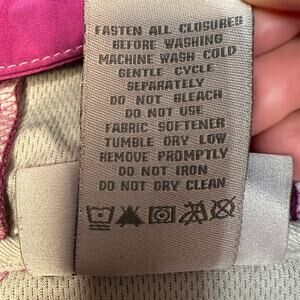 FASTEN ALL CLOSURES
BEFORE WASHING
MACHINE WASH COLD
GENTLE CYCLE
SEPARATELY
DO NOT BLEACH
DO NOT USE
FABRIC SOFTENER
TUMBLE DRY LOW
REMOVE PROMPTLY
DO NOT IRON
DO NOT DRY CLEAN